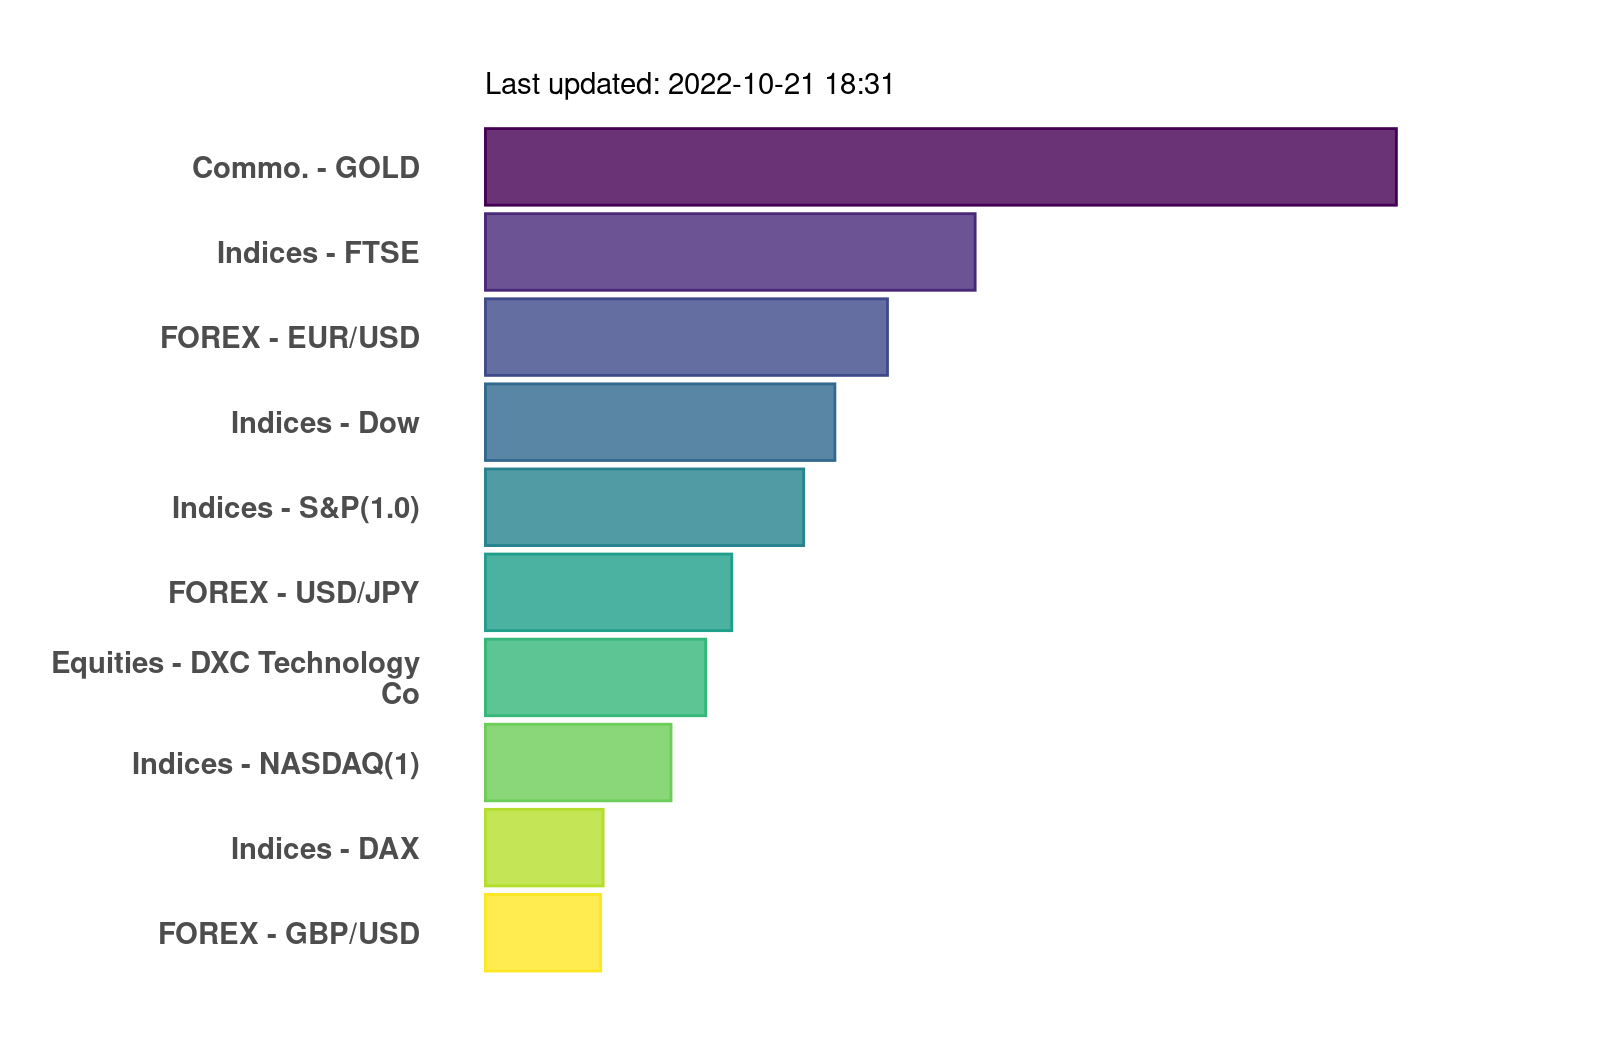 Last updated: 2022-10-21 18:31
Commo. - GOLD
Indices - FTSE
FOREX - EUR/USD
Indices - Dow
Indices - S&P(1.0)
FOREX - USD/JPY
Equities - DXC Technology
Co
Indices - NASDAQ(1)
Indices - DAX
FOREX - GBP/USD